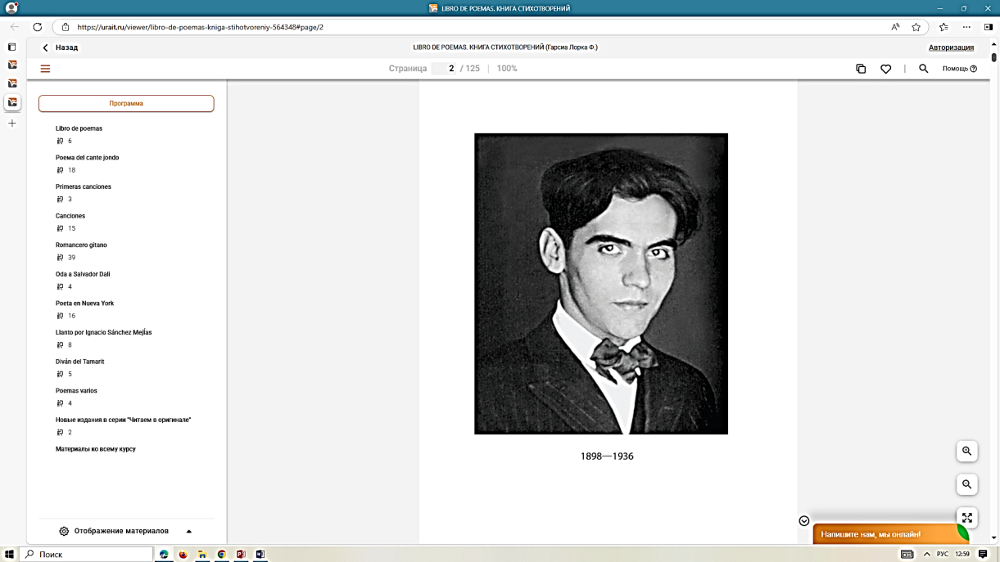 LIBRO DE POEMAS. КНИГА СТИХОТВОРЕНИЙ
https://urait.ru/viewer/libro-de-poemas-kniga-stihotvoreniy-564348#page/2
Назад
LIBRO DE POEMAS. КНИГА СТИХОТВОРЕНИЙ (Гарсиа Лорка Ф.)
Авторизация
Страница 2 / 125 | 100%
Помощь
Программа
Libro de poemas
6
Poeма del cante jondo
18
Primeras canciones
3
Canciones
15
Romancero gitano
39
Oda a Salvador Dalí
4
Poeta en Nueva York
16
Llanto por Ignacio Sánchez Mejías
8
Diván del Tamarit
5
Poemas varios
4
Новые издания в серии "Читаем в оригинале"
2
Материалы ко всему курсу
1898—1936
Отображение материалов
Напишите нам, мы онлайн!
Поиск
РУС 12:59